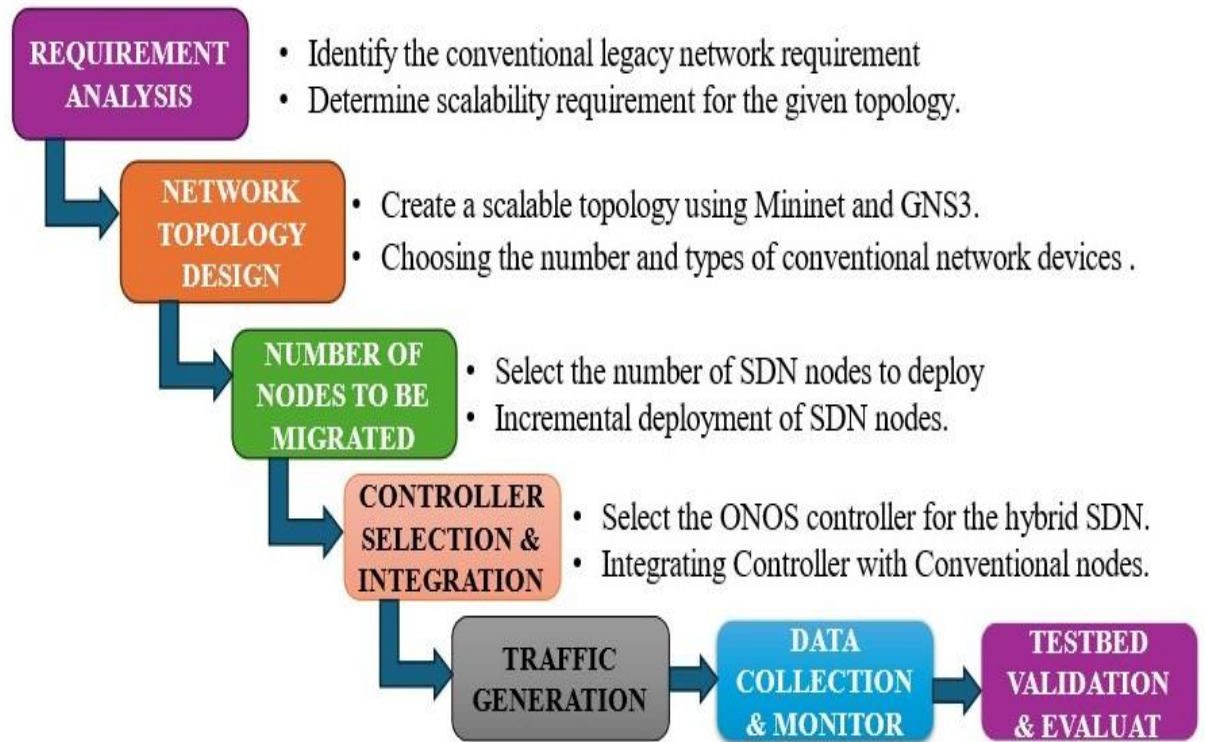 REQUIREMENT
ANALYSIS
• Identify the conventional legacy network requirement
• Determine scalability requirement for the given topology.
NETWORK
TOPOLOGY
DESIGN
• Create a scalable topology using Mininet and GNS3.
• Choosing the number and types of conventional network devices .
NUMBER OF
NODES TO BE
MIGRATED
• Select the number of SDN nodes to deploy
• Incremental deployment of SDN nodes.
CONTROLLER
SELECTION &
INTEGRATION
• Select the ONOS controller for the hybrid SDN.
• Integrating Controller with Conventional nodes.
TRAFFIC
GENERATION
DATA
COLLECTION
& MONITOR
TESTBED
VALIDATION
& EVALUAT